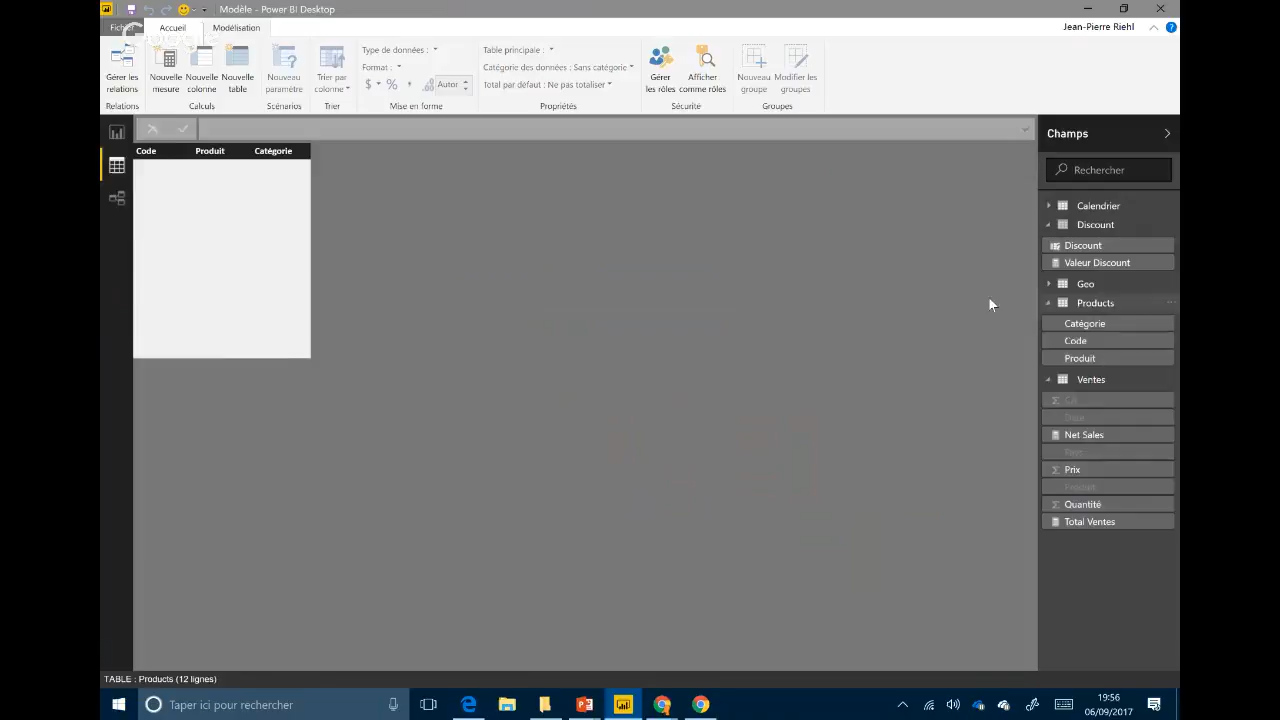 Modèle - Power BI Desktop
Fichier
Accueil
Modélisation
Jean-Pierre Riehl
Gérer les
relations
Relations
Nouvelle
mesure
Nouvelle
colonne
Nouvelle
table
Calculs
Nouveau
paramètre
Scénarios
Trier par
colonne
Trier
Type de données :
Format :
$ % , Autor
Mise en forme
Table principale :
Catégorie des données : Sans catégorie
Total par défaut : Ne pas totaliser
Propriétés
Gérer
les rôles
Afficher
comme rôles
Sécurité
Nouveau
groupe
Modifier les
groupes
Groupes
Code Produit Catégorie
Champs
Rechercher
Calendrier
Discount
Discount
Valeur Discount
Geo
Products
Catégorie
Code
Produit
Ventes
CA
Date
Net Sales
Pays
Prix
Quantité
Total Ventes
TABLE : Products (12 lignes)
Taper ici pour rechercher
19:56
06/09/2017